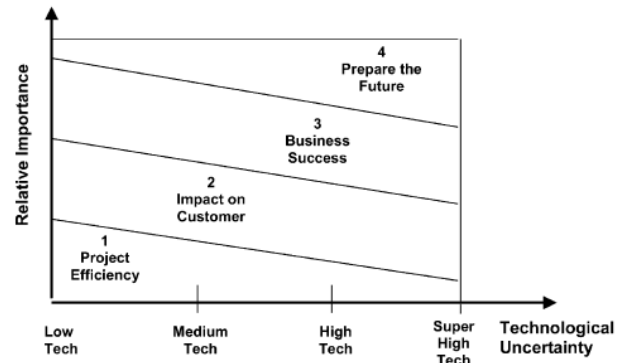 Relative Importance
4
Prepare the
Future
3
Business
Success
2
Impact on
Customer
1
Project
Efficiency
Low
Tech
Medium
Tech
High
Tech
Super
High
Tech
Technological
Uncertainty